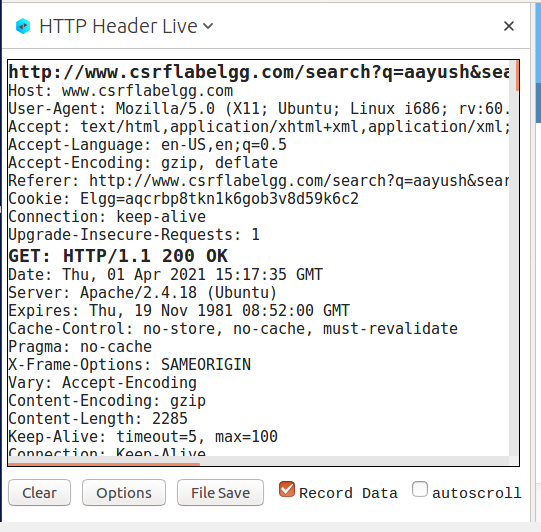 HTTP Header Live
http://www.csrflabelgg.com/search?q=aayush&sea
Host: www.csrflabelgg.com
User-Agent: Mozilla/5.0 (X11; Ubuntu; Linux i686; rv:60.
Accept: text/html,application/xhtml+xml,application/xml;
Accept-Language: en-US,en;q=0.5
Accept-Encoding: gzip, deflate
Referer: http://www.csrflabelgg.com/search?q=aayush&sear
Cookie: Elgg=aqcrbp8tkn1k6gob3v8d59k6c2
Connection: keep-alive
Upgrade-Insecure-Requests: 1
GET: HTTP/1.1 200 OK
Date: Thu, 01 Apr 2021 15:17:35 GMT
Server: Apache/2.4.18 (Ubuntu)
Expires: Thu, 19 Nov 1981 08:52:00 GMT
Cache-Control: no-store, no-cache, must-revalidate
Pragma: no-cache
X-Frame-Options: SAMEORIGIN
Vary: Accept-Encoding
Content-Encoding: gzip
Content-Length: 2285
Keep-Alive: timeout=5, max=100
Connection: Keep-Alive
Clear Options File Save Record Data autoscroll